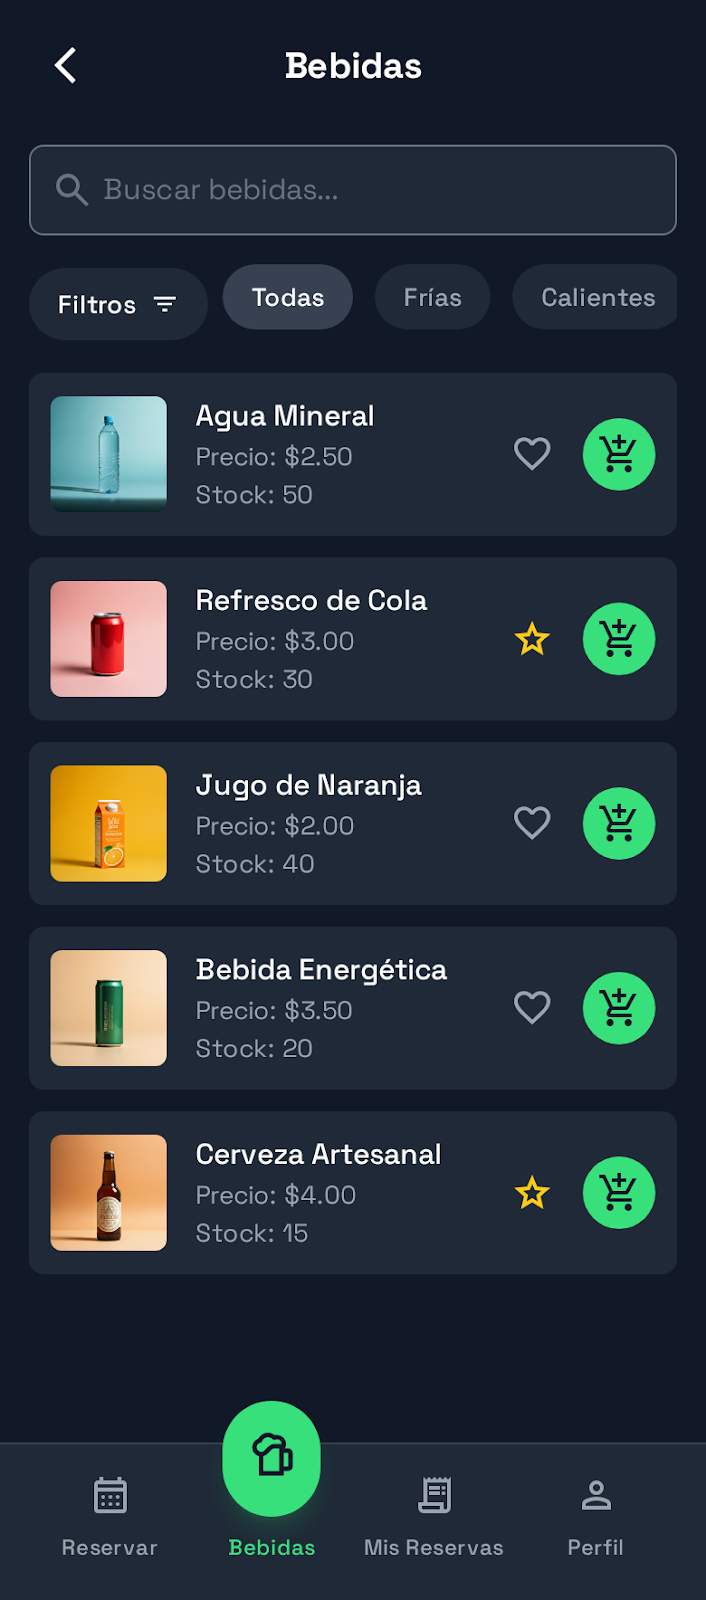 Bebidas
Buscar bebidas...
Filtros
Todas
Frías
Calientes
Agua Mineral
Precio: $2.50
Stock: 50
Refresco de Cola
Precio: $3.00
Stock: 30
Jugo de Naranja
Precio: $2.00
Stock: 40
Bebida Energética
Precio: $3.50
Stock: 20
Cerveza Artesanal
Precio: $4.00
Stock: 15
Reservar
Bebidas
Mis Reservas
Perfil